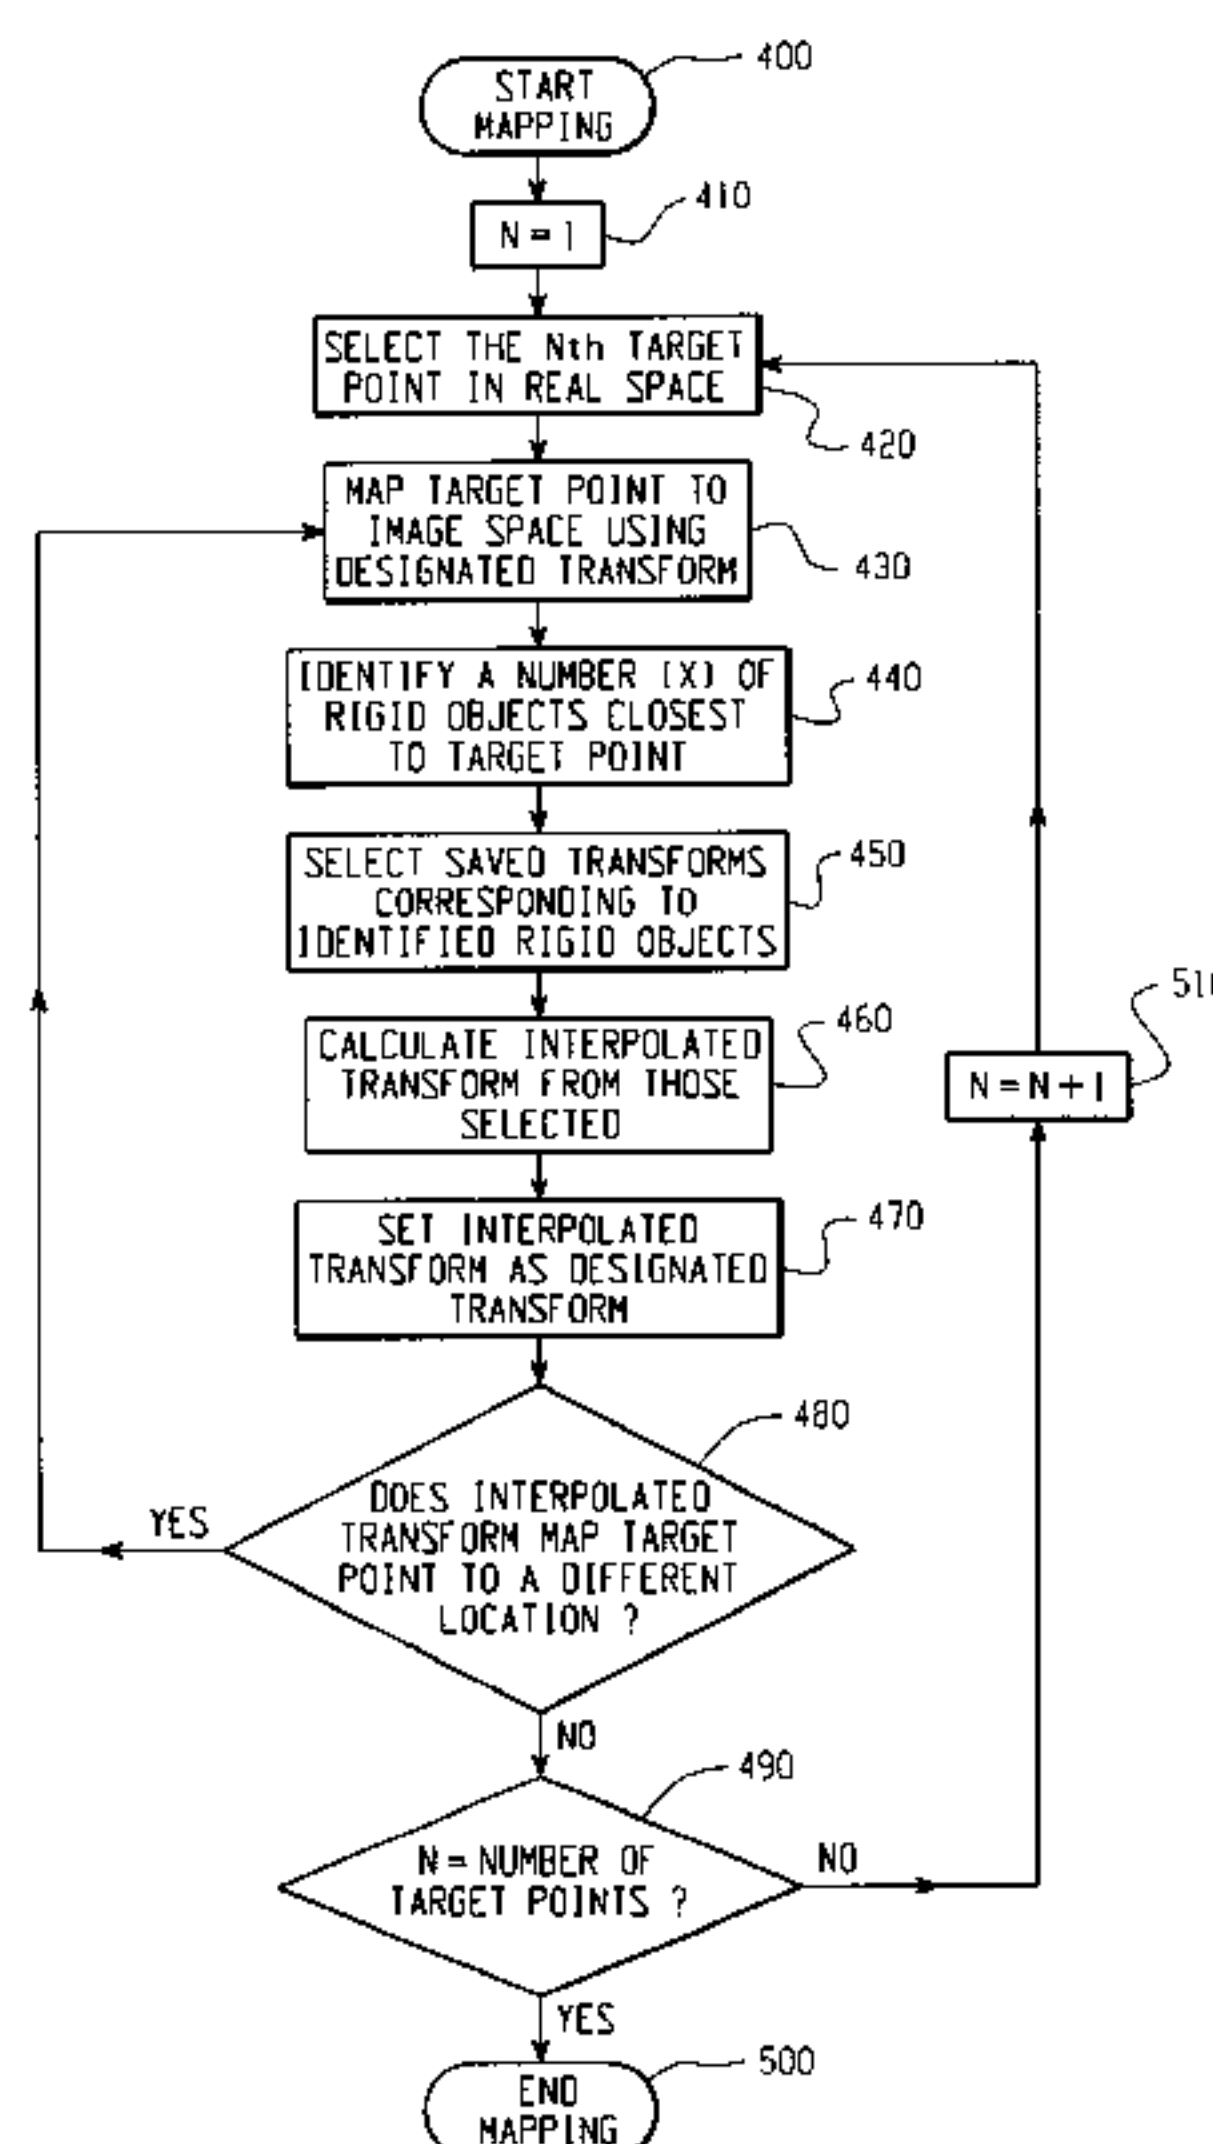 400
START
MAPPING
410
N = 1
SELECT THE Nth TARGET
POINT IN REAL SPACE
420
MAP TARGET POINT TO
IMAGE SPACE USING
DESIGNATED TRANSFORM
430
IDENTIFY A NUMBER (X) OF
RIGID OBJECTS CLOSEST
TO TARGET POINT
440
SELECT SAVED TRANSFORMS
CORRESPONDING TO
IDENTIFIED RIGID OBJECTS
450
CALCULATE INTERPOLATED
TRANSFORM FROM THOSE
SELECTED
460
N = N + 1
SET INTERPOLATED
TRANSFORM AS DESIGNATED
TRANSFORM
470
480
DOES INTERPOLATED
TRANSFORM MAP TARGET
POINT TO A DIFFERENT
LOCATION ?
YES
NO
490
N = NUMBER OF
TARGET POINTS ?
NO
YES
500
END
MAPPING